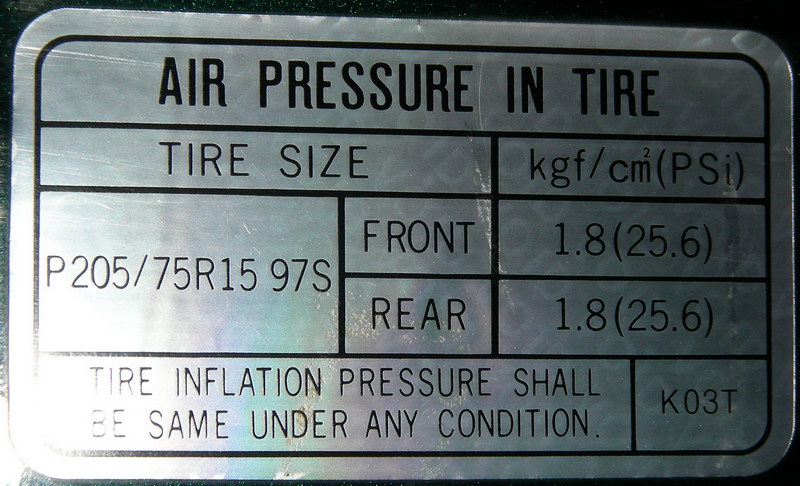 AIR PRESSURE IN TIRE
TIRE SIZE
kgf/cm²(PSi)
P205/75R15 97S
FRONT
1.8(25.6)
REAR
1.8(25.6)
TIRE INFLATION PRESSURE SHALL
BE SAME UNDER ANY CONDITION.
K03T